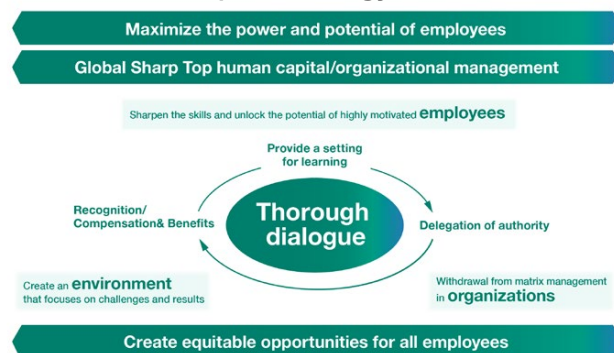 Maximize the power and potential of employees
Global Sharp Top human capital/organizational management
Sharpen the skills and unlock the potential of highly motivated employees
Provide a setting
for learning
Recognition/
Compensation& Benefits
Thorough
dialogue
Delegation of authority
Create an environment
that focuses on challenges and results
Withdrawal from matrix management
in organizations
Create equitable opportunities for all employees